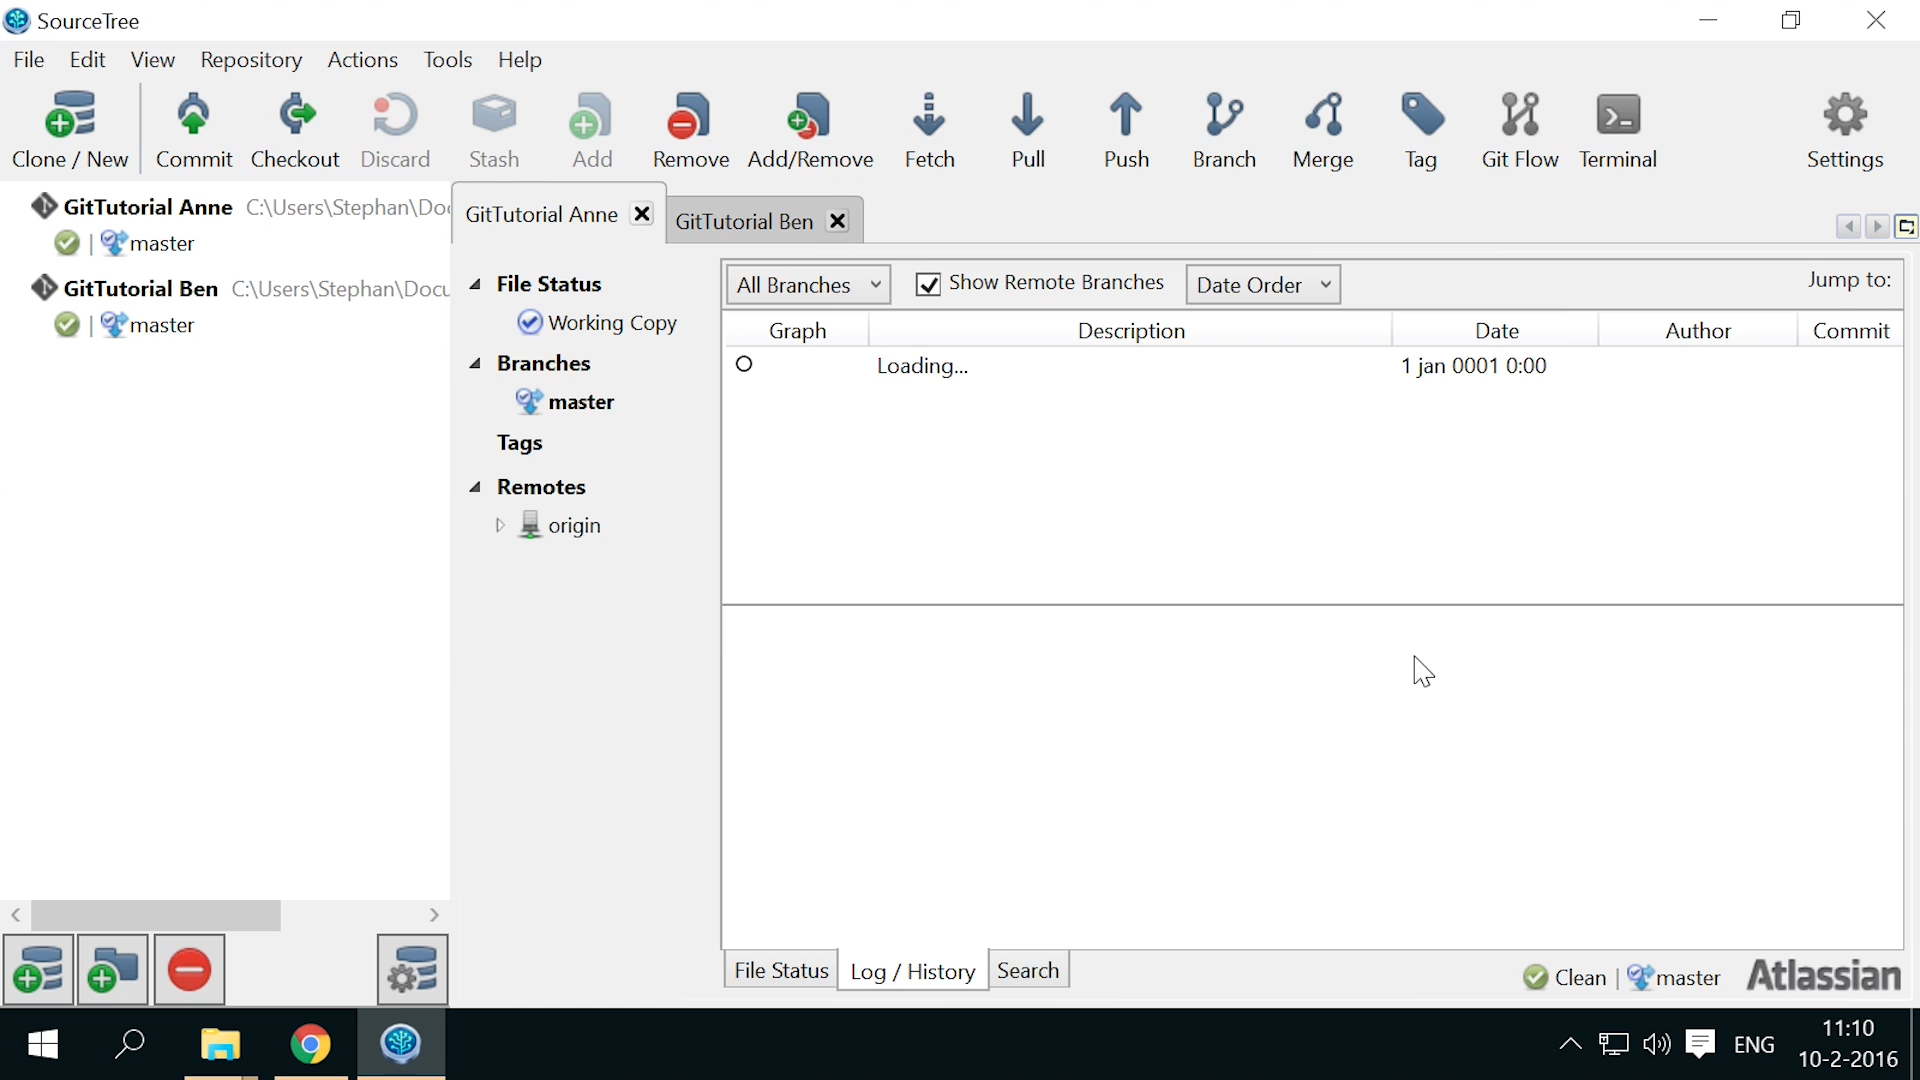 SourceTree
File Edit View Repository Actions Tools Help
Clone / New Commit Checkout Discard Stash Add Remove Add/Remove Fetch Pull Push Branch Merge Tag Git Flow Terminal Settings
GitTutorial Anne C:\Users\Stephan\Do
master
GitTutorial Ben C:\Users\Stephan\Docu
master
GitTutorial Anne GitTutorial Ben
File Status
Working Copy
Branches
master
Tags
Remotes
origin
All Branches Show Remote Branches Date Order Jump to:
Graph Description Date Author Commit
Loading... 1 jan 0001 0:00
File Status Log / History Search
Clean master Atlassian
ENG
11:10
10-2-2016